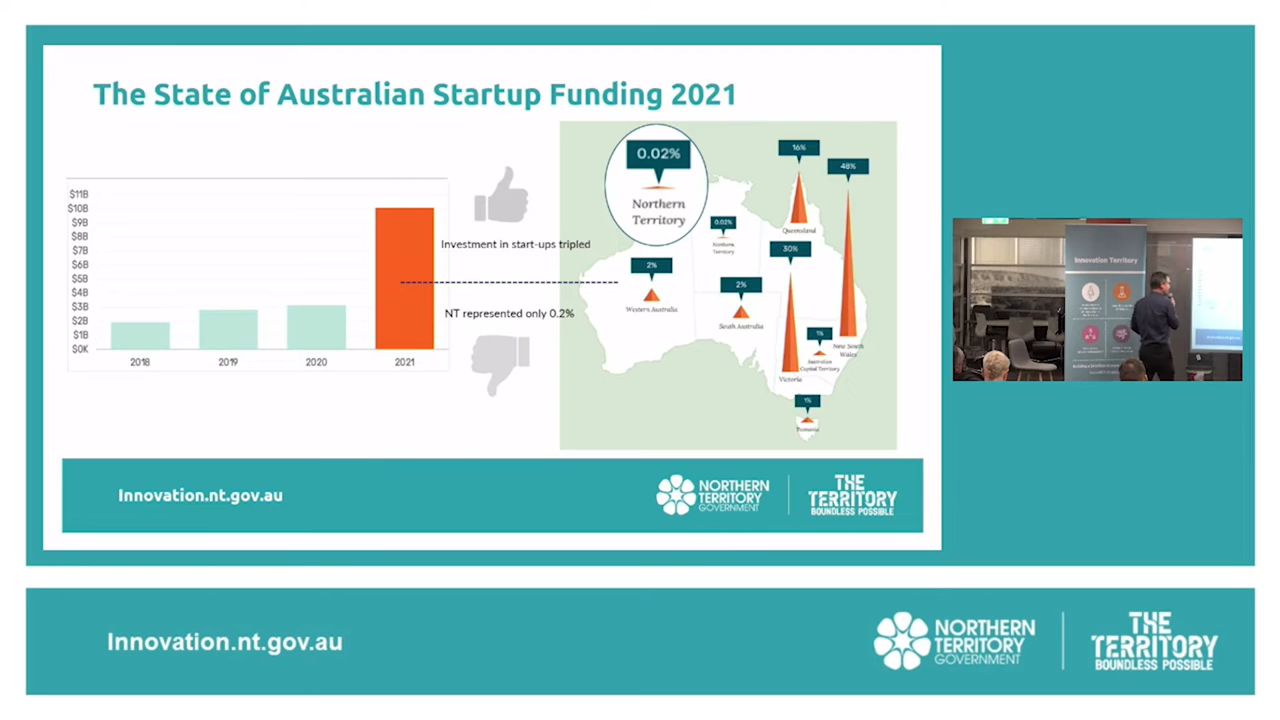 The State of Australian Startup Funding 2021
$11B
$10B
$9B
$8B
$7B
$6B
$5B
$4B
$3B
$2B
$1B
$0K
2018
2019
2020
2021
Investment in start-ups tripled
NT represented only 0.2%
0.02%
Northern
Territory
16%
Queensland
48%
New South
Wales
0.02%
Northern
Territory
30%
Victoria
2%
Western Australia
2%
South Australia
1%
Australian
Capital Territory
1%
Tasmania
Innovation.nt.gov.au
NORTHERN
TERRITORY
GOVERNMENT
THE
TERRITORY
BOUNDLESS POSSIBLE
Innovation Territory
Innovation.nt.gov.au
NORTHERN
TERRITORY
GOVERNMENT
THE
TERRITORY
BOUNDLESS POSSIBLE